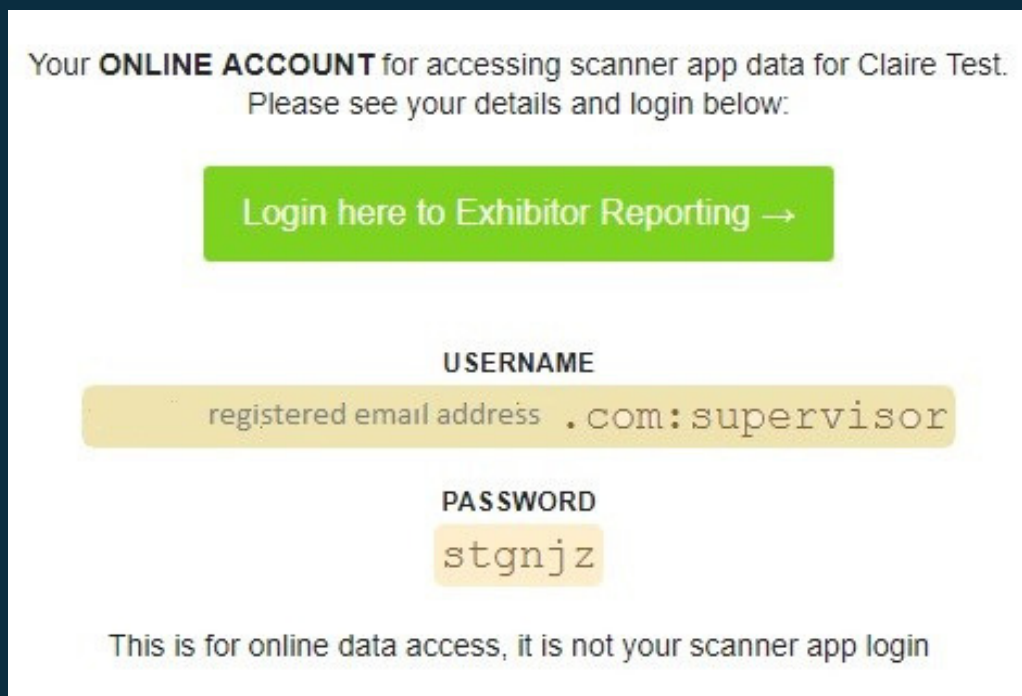 Your ONLINE ACCOUNT for accessing scanner app data for Claire Test.
Please see your details and login below:
Login here to Exhibitor Reporting →
USERNAME
registered email address .com:supervisor
PASSWORD
stgnjz
This is for online data access, it is not your scanner app login